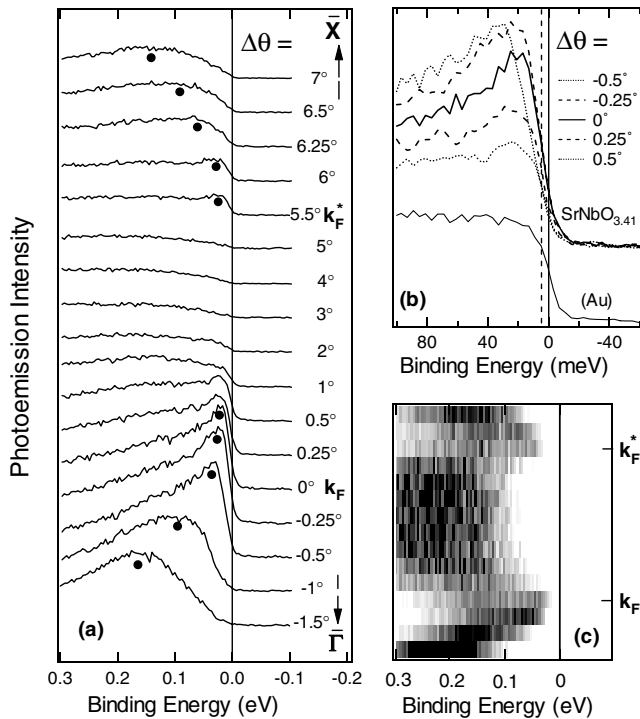 Photoemission Intensity
Δθ =
X̄
7°
6.5°
6.25°
6°
5.5° k*F
5°
4°
3°
2°
1°
0.5°
0.25°
0° kF
-0.25°
-0.5°
-1°
-1.5°
Γ̄
(a)
0.3 0.2 0.1 0.0 -0.1 -0.2
Binding Energy (eV)
Δθ =
-0.5°
-0.25°
0°
0.25°
0.5°
SrNbO3.41
(Au)
(b)
80 40 0 -40
Binding Energy (meV)
k*F
kF
(c)
0.3 0.2 0.1 0
Binding Energy (eV)